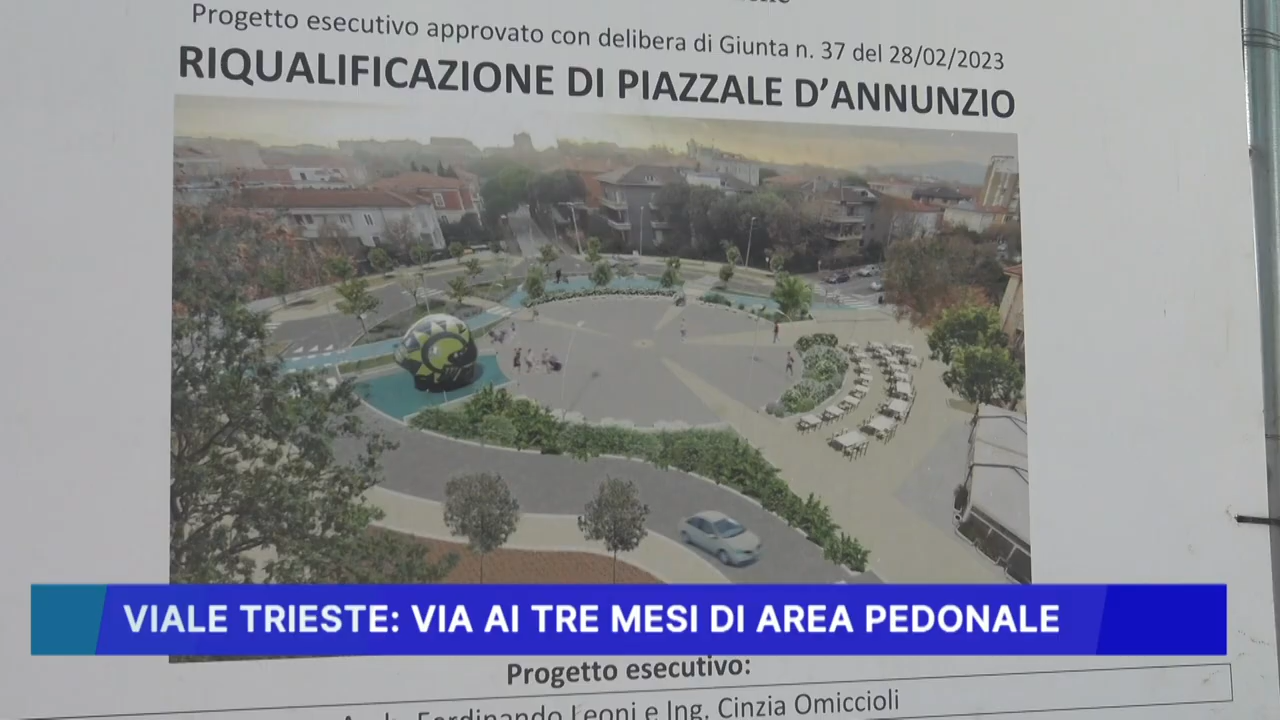 Progetto esecutivo approvato con delibera di Giunta n. 37 del 28/02/2023
RIQUALIFICAZIONE DI PIAZZALE D'ANNUNZIO
VIALE TRIESTE: VIA AI TRE MESI DI AREA PEDONALE
Progetto esecutivo:
Ferdinando Leoni e Ing. Cinzia Omiccioli